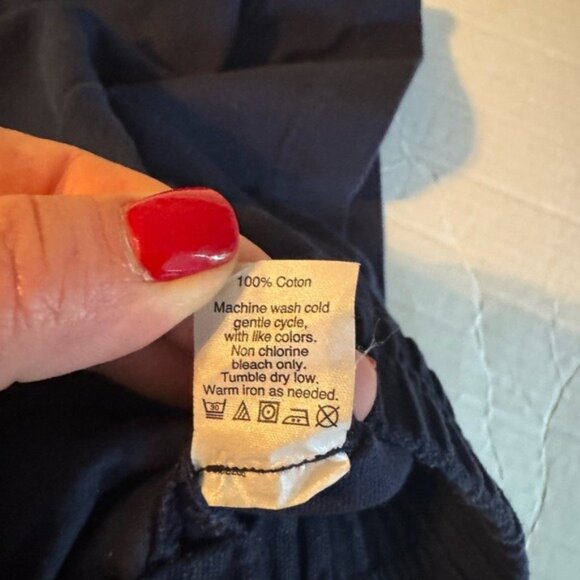 100% Coton
Machine wash cold
gentle cycle,
with like colors.
Non chlorine
bleach only.
Tumble dry low.
Warm iron as needed.
30